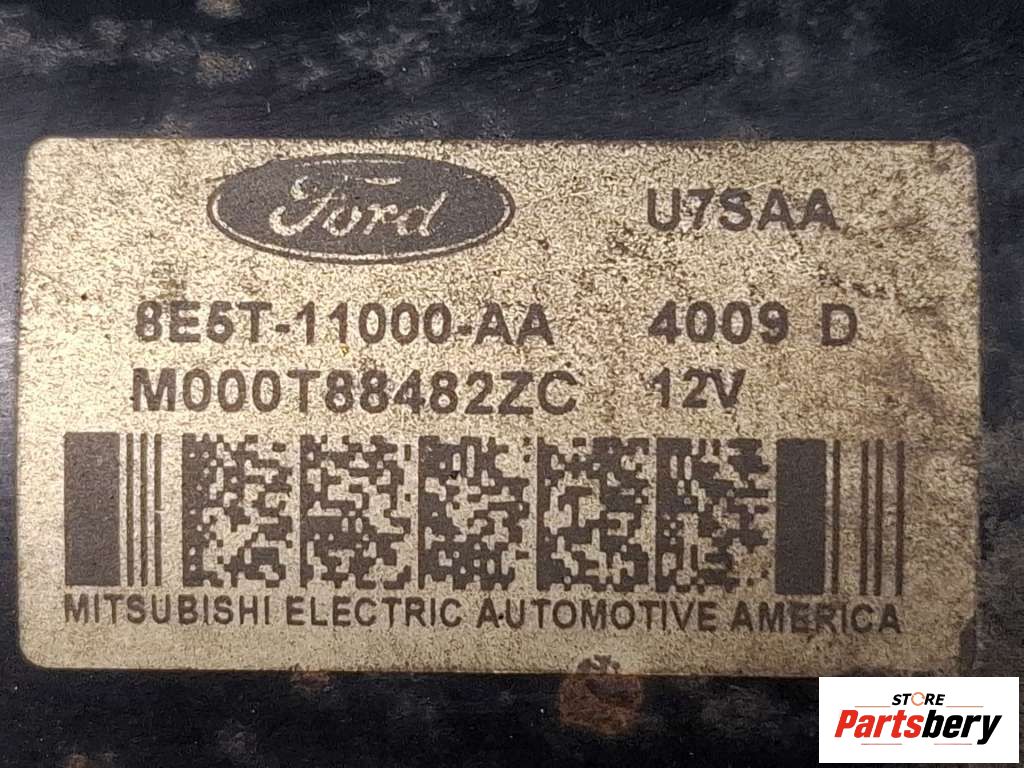 Ford U7SAA
8E5T-11000-AA 4009 D
M000T88482ZC 12V
MITSUBISHI ELECTRIC AUTOMOTIVE AMERICA
STORE
Partsbery